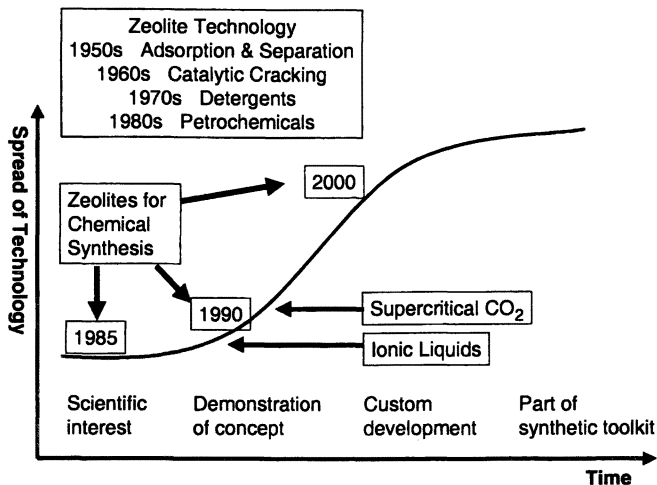 Zeolite Technology
1950s Adsorption & Separation
1960s Catalytic Cracking
1970s Detergents
1980s Petrochemicals
Spread of Technology
Zeolites for
Chemical
Synthesis
2000
1990
1985
Supercritical CO₂
Ionic Liquids
Scientific
interest
Demonstration
of concept
Custom
development
Part of
synthetic toolkit
Time